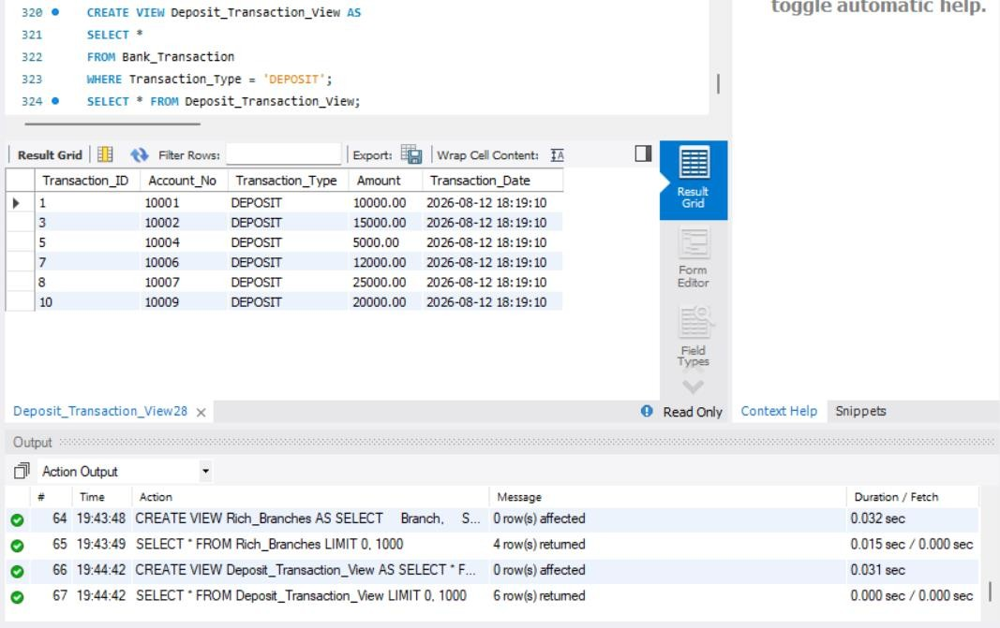 toggle automatic help.
320 CREATE VIEW Deposit_Transaction_View AS
321 SELECT *
322 FROM Bank_Transaction
323 WHERE Transaction_Type = 'DEPOSIT';
324 SELECT * FROM Deposit_Transaction_View;
Result Grid Filter Rows: Export: Wrap Cell Content: IA
Transaction_ID Account_No Transaction_Type Amount Transaction_Date
1 10001 DEPOSIT 10000.00 2026-08-12 18:19:10
3 10002 DEPOSIT 15000.00 2026-08-12 18:19:10
5 10004 DEPOSIT 5000.00 2026-08-12 18:19:10
7 10006 DEPOSIT 12000.00 2026-08-12 18:19:10
8 10007 DEPOSIT 25000.00 2026-08-12 18:19:10
10 10009 DEPOSIT 20000.00 2026-08-12 18:19:10
Result
Grid
Form
Editor
Field
Types
Deposit_Transaction_View28 Read Only Context Help Snippets
Output
Action Output
# Time Action Message Duration / Fetch
64 19:43:48 CREATE VIEW Rich_Branches AS SELECT Branch, S... 0 row(s) affected 0.032 sec
65 19:43:49 SELECT * FROM Rich_Branches LIMIT 0, 1000 4 row(s) returned 0.015 sec / 0.000 sec
66 19:44:42 CREATE VIEW Deposit_Transaction_View AS SELECT * F... 0 row(s) affected 0.031 sec
67 19:44:42 SELECT * FROM Deposit_Transaction_View LIMIT 0, 1000 6 row(s) returned 0.000 sec / 0.000 sec